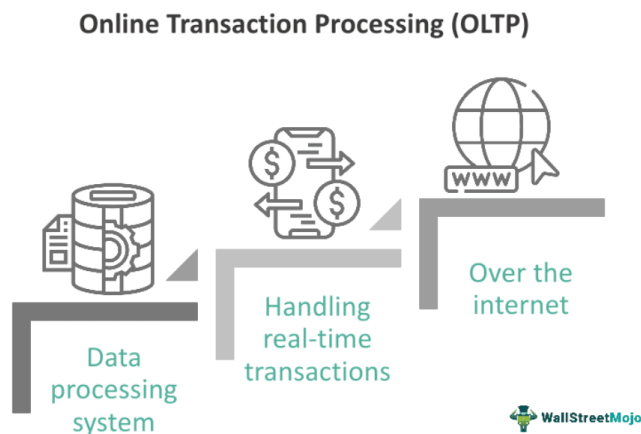 Online Transaction Processing (OLTP)
$
$
WWW
Data
processing
system
Handling
real-time
transactions
Over the
internet
WallStreetMojo